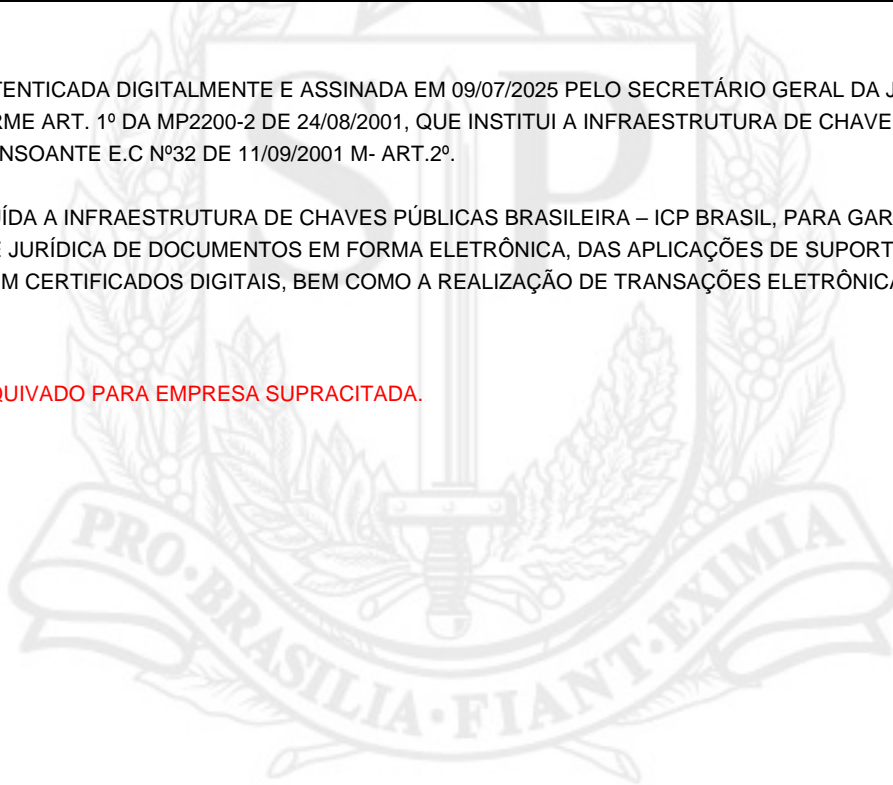 TENTICADA DIGITALMENTE E ASSINADA EM 09/07/2025 PELO SECRETÁRIO GERAL DA J
RME ART. 1º DA MP2200-2 DE 24/08/2001, QUE INSTITUI A INFRAESTRUTURA DE CHAVE
NSOANTE E.C Nº32 DE 11/09/2001 M- ART.2º.
ÍDA A INFRAESTRUTURA DE CHAVES PÚBLICAS BRASILEIRA – ICP BRASIL, PARA GAR
E JURÍDICA DE DOCUMENTOS EM FORMA ELETRÔNICA, DAS APLICAÇÕES DE SUPORT
M CERTIFICADOS DIGITAIS, BEM COMO A REALIZAÇÃO DE TRANSAÇÕES ELETRÔNICA
QUIVADO PARA EMPRESA SUPRACITADA.
SP
PRO·BRASILIA·FIANT·EXIMIA